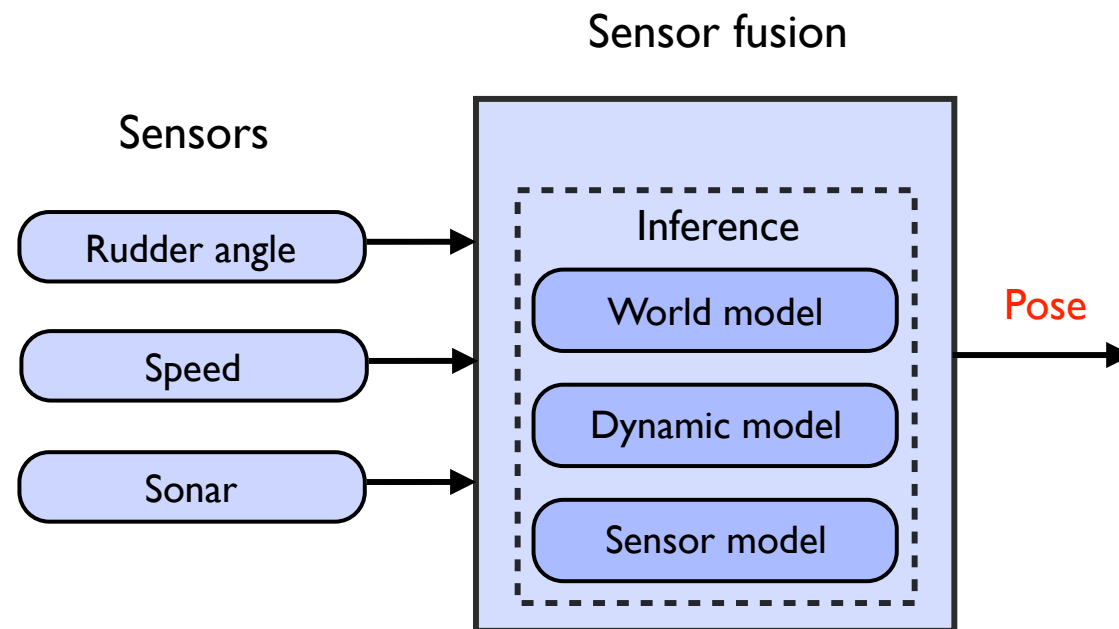 Sensor fusion
Sensors
Rudder angle
Speed
Sonar
Inference
World model
Dynamic model
Sensor model
Pose